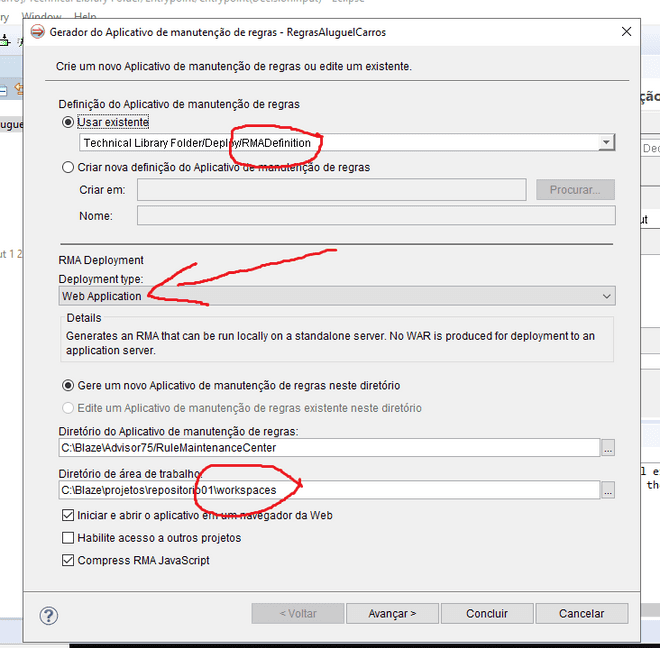 ry Window Help
Gerador do Aplicativo de manutenção de regras - RegrasAluguelCarros
Crie um novo Aplicativo de manutenção de regras ou edite um existente.
Definição do Aplicativo de manutenção de regras
Usar existente
Technical Library Folder/Deploy/RMADefinition
Criar nova definição do Aplicativo de manutenção de regras
Criar em:
Procurar...
Nome:
RMA Deployment
Deployment type:
Web Application
Details
Generates an RMA that can be run locally on a standalone server. No WAR is produced for deployment to an
application server.
Gere um novo Aplicativo de manutenção de regras neste diretório
Edite um Aplicativo de manutenção de regras existente neste diretório
Diretório do Aplicativo de manutenção de regras:
C:\Blaze\Advisor75/RuleMaintenanceCenter
...
Diretório de área de trabalho:
C:\Blaze\projetos\repositorio01\workspaces
...
Iniciar e abrir o aplicativo em um navegador da Web
Habilite acesso a outros projetos
Compress RMA JavaScript
?
< Voltar
Avançar >
Concluir
Cancelar